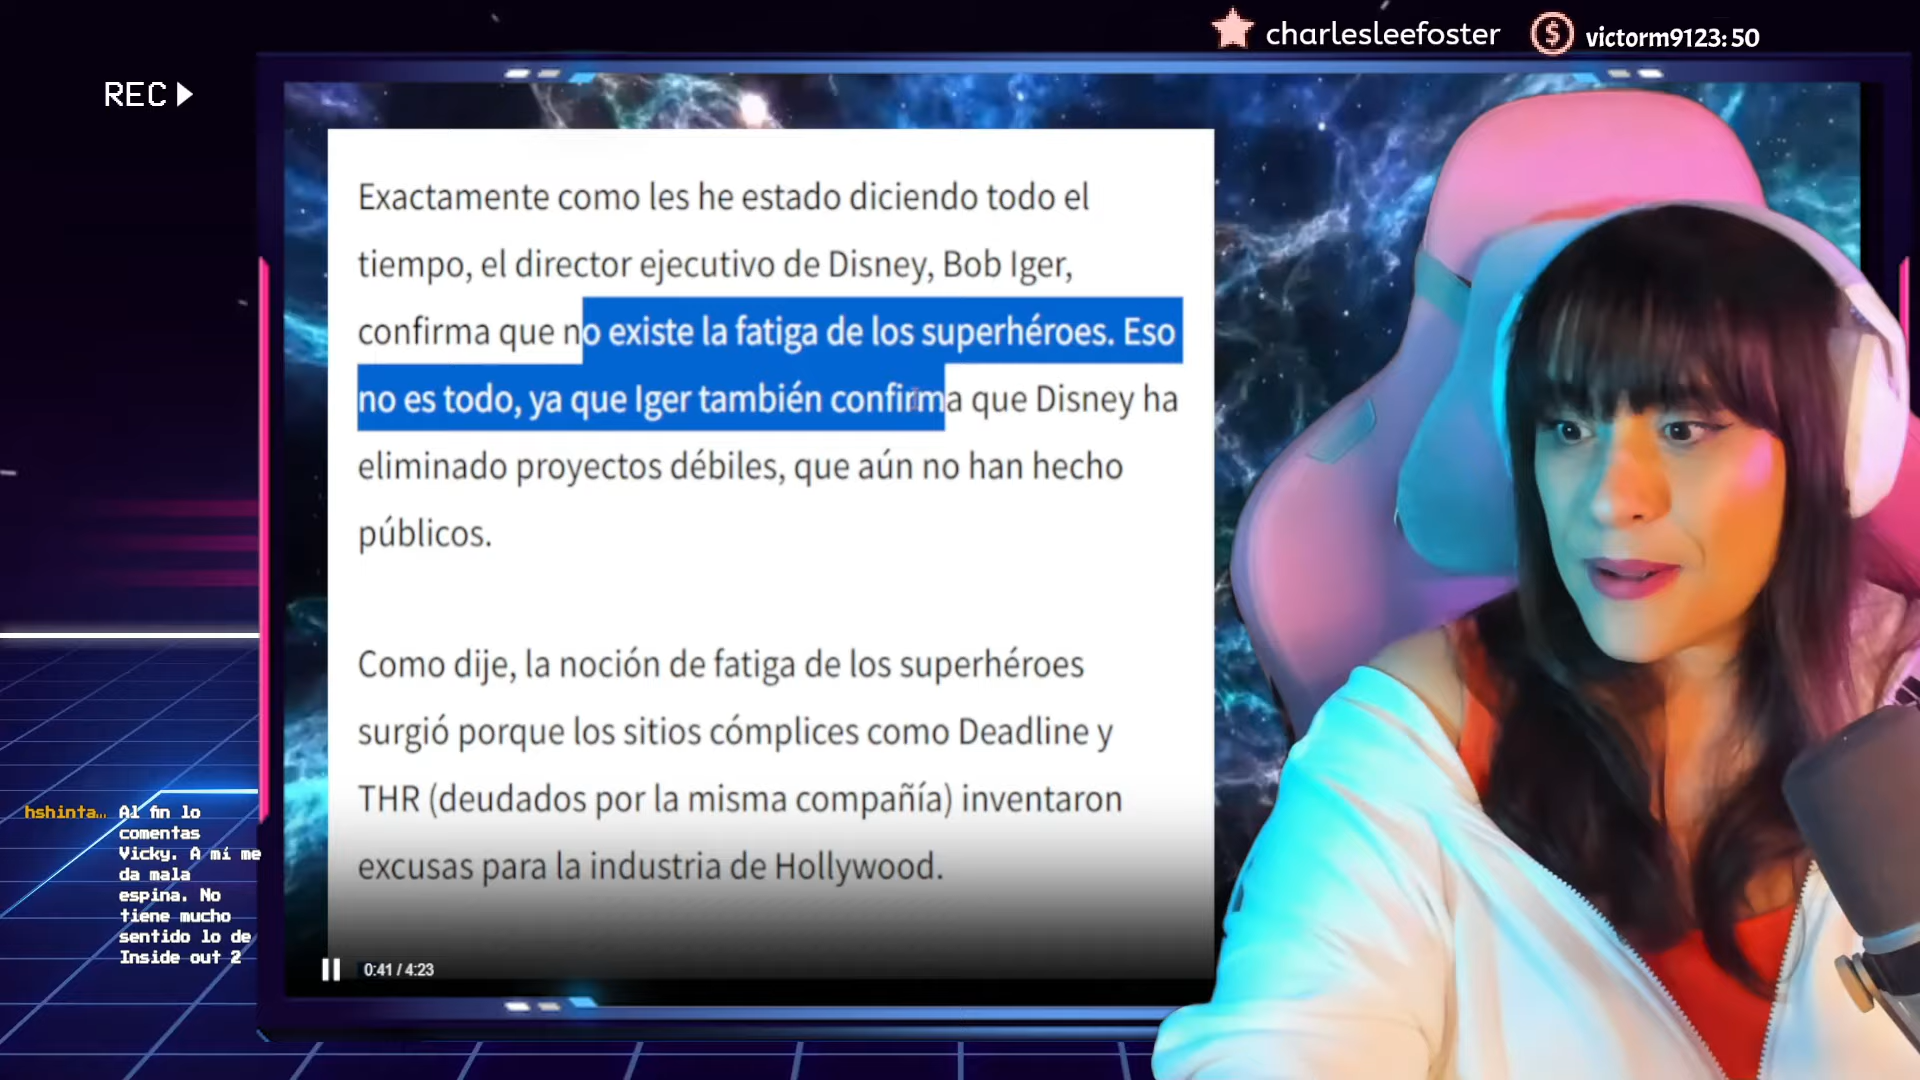 charlesleefoster
victorm9123: 50
REC
Exactamente como les he estado diciendo todo el
tiempo, el director ejecutivo de Disney, Bob Iger,
confirma que no existe la fatiga de los superhéroes. Eso
no es todo, ya que Iger también confirma que Disney ha
eliminado proyectos débiles, que aún no han hecho
públicos.
Como dije, la noción de fatiga de los superhéroes
surgió porque los sitios cómplices como Deadline y
THR (deudados por la misma compañía) inventaron
excusas para la industria de Hollywood.
hshinta... Al fin lo
comentas
Vicky. A mí me
da mala
espina. No
tiene mucho
sentido lo de
Inside out 2
0:41 / 4:23